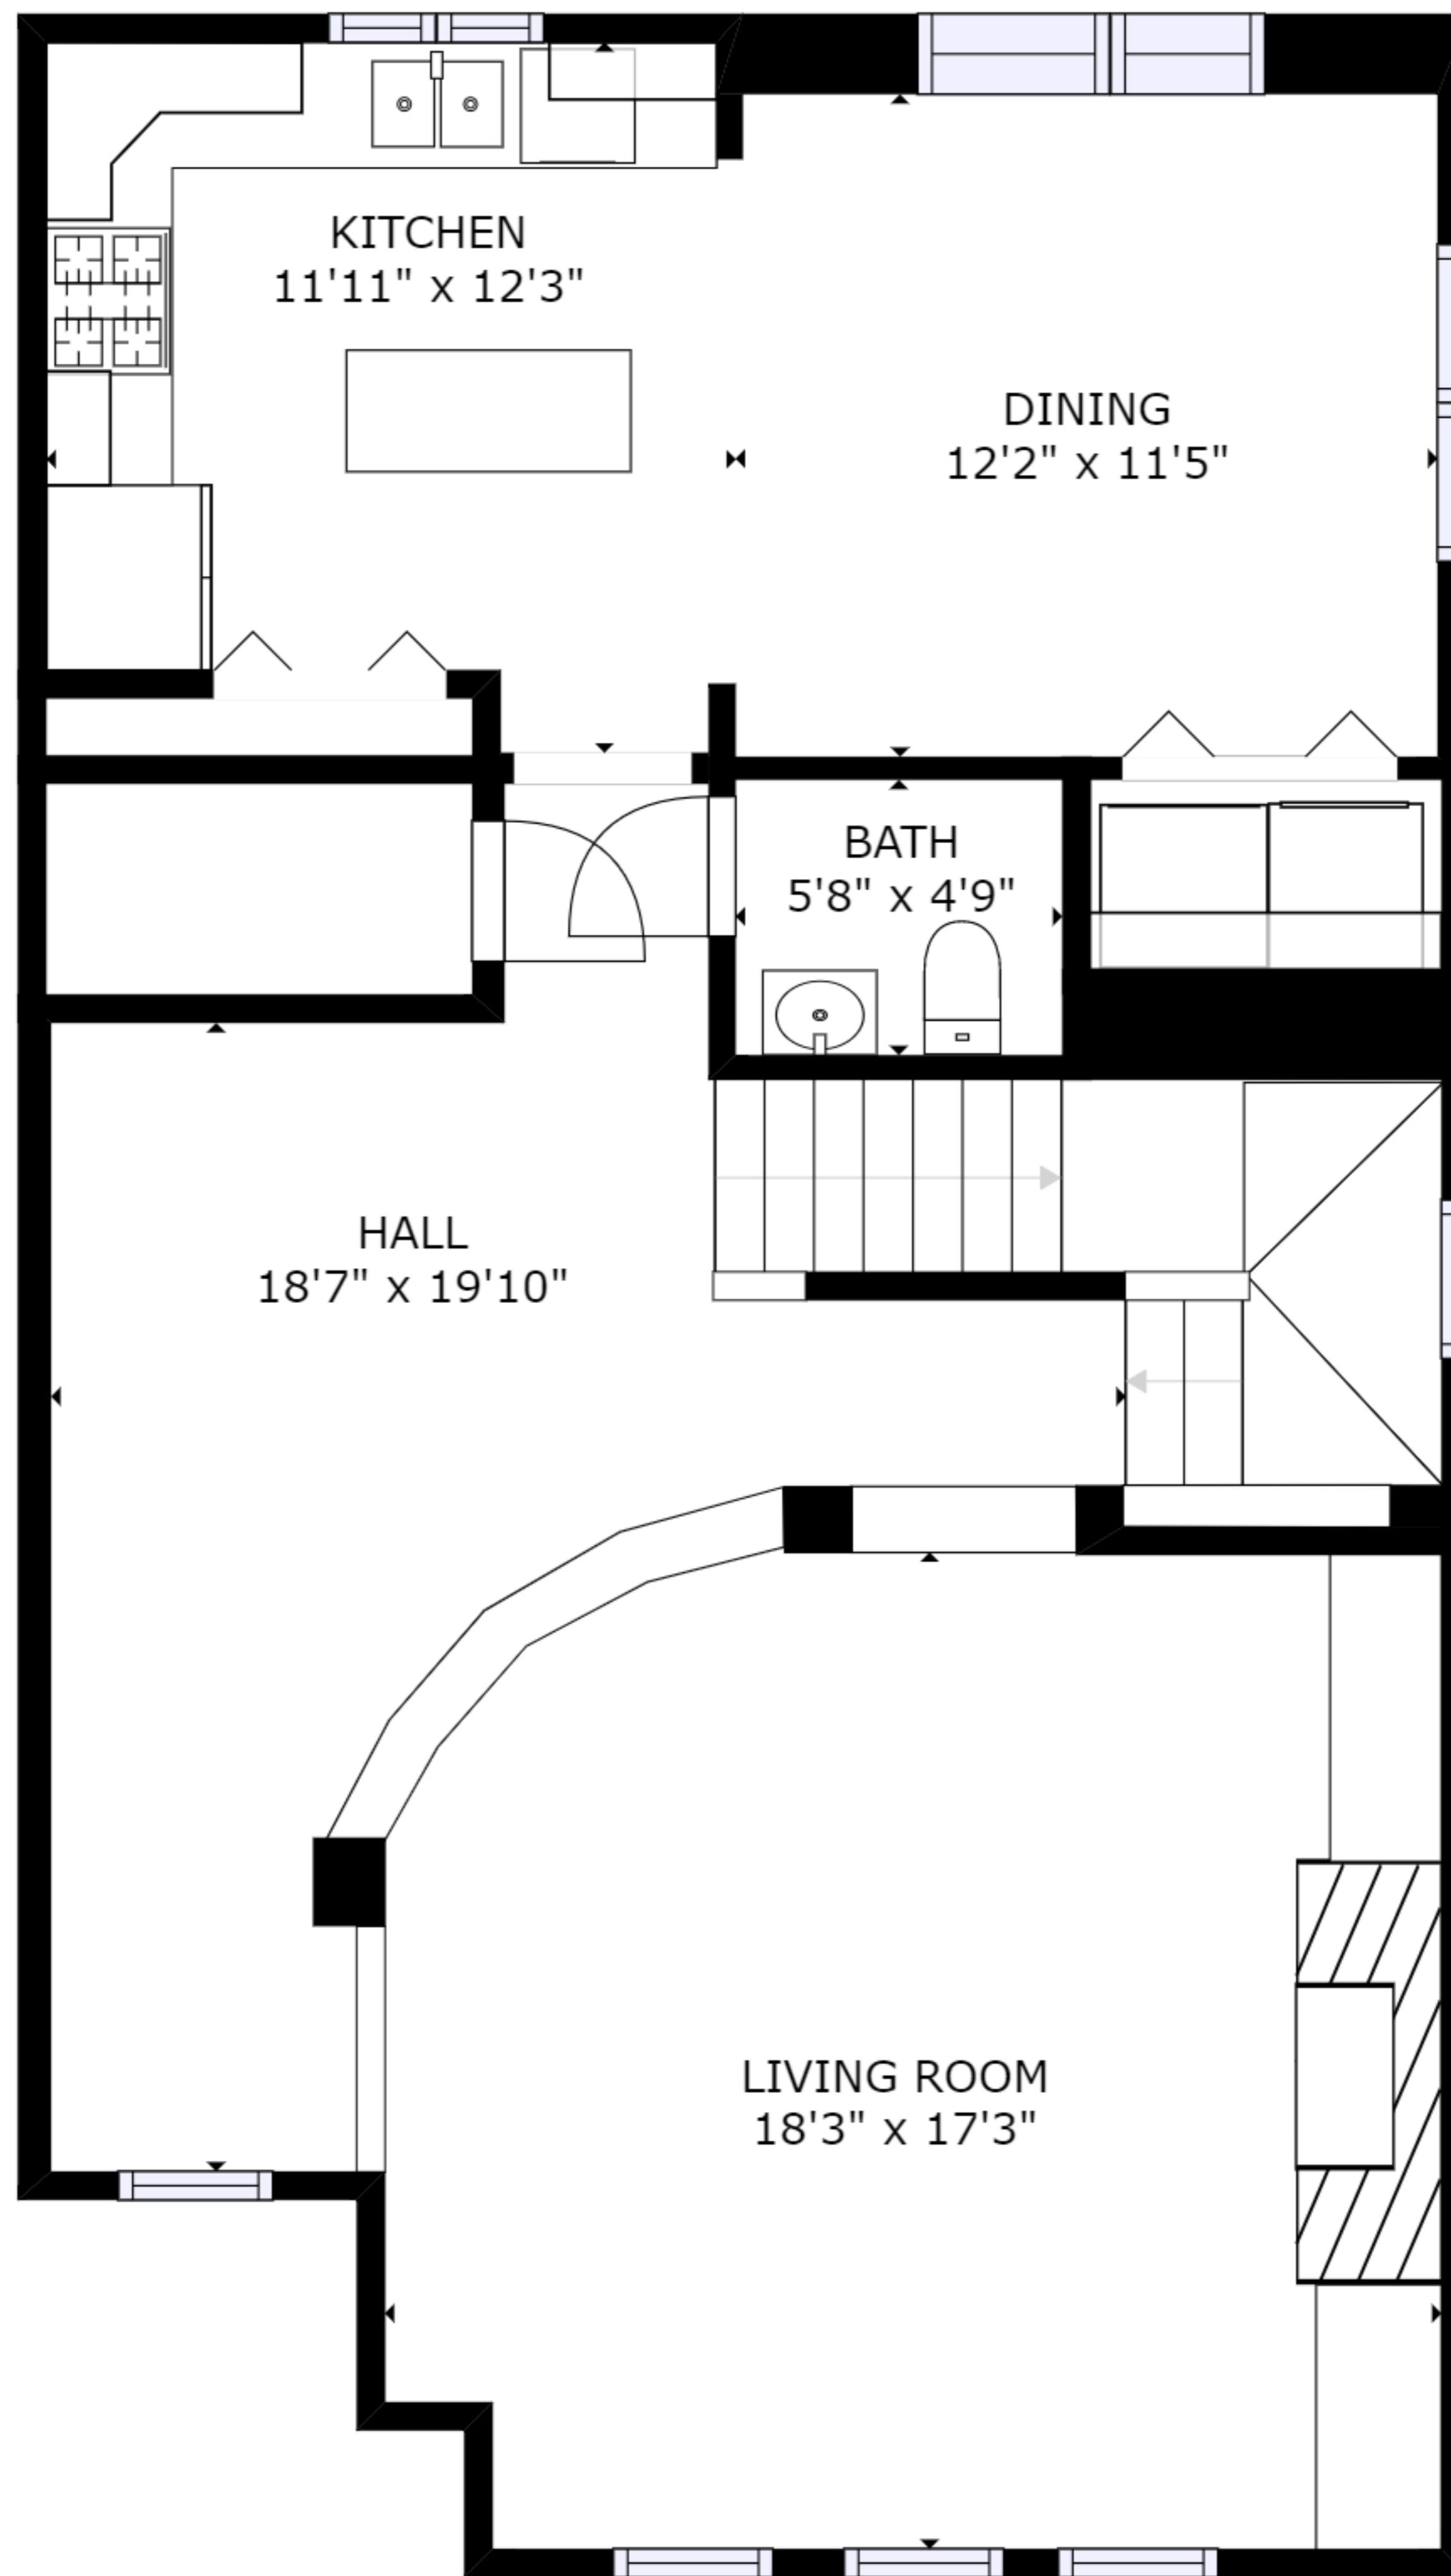 KITCHEN
11'11" x 12'3"
DINING
12'2" x 11'5"
BATH
5'8" x 4'9"
HALL
18'7" x 19'10"
LIVING ROOM
18'3" x 17'3"